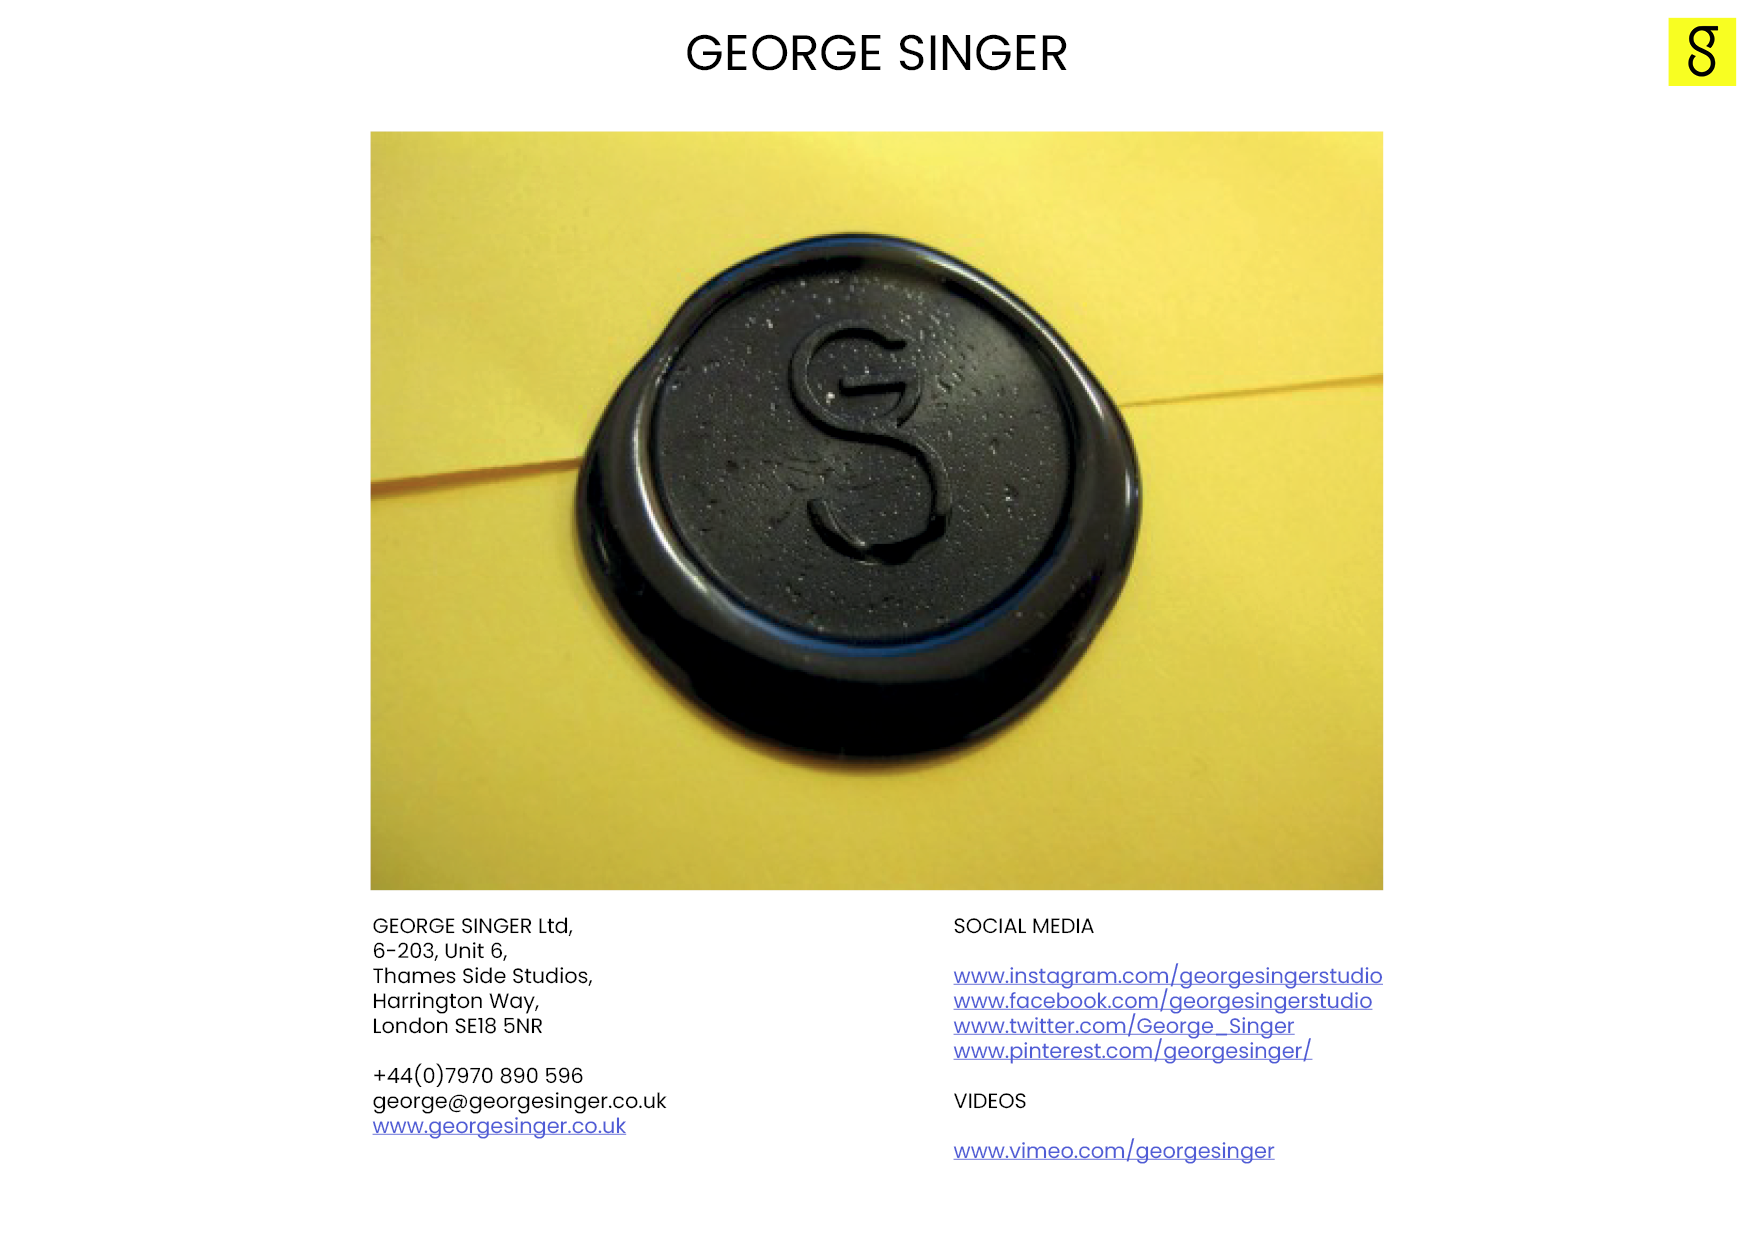 GEORGE SINGER
GS
GEORGE SINGER Ltd,
6-203, Unit 6,
Thames Side Studios,
Harrington Way,
London SE18 5NR
+44(0)7970 890 596
george@georgesinger.co.uk
www.georgesinger.co.uk
SOCIAL MEDIA
www.instagram.com/georgesingerstudio
www.facebook.com/georgesingerstudio
www.twitter.com/George_Singer
www.pinterest.com/georgesinger/
VIDEOS
www.vimeo.com/georgesinger